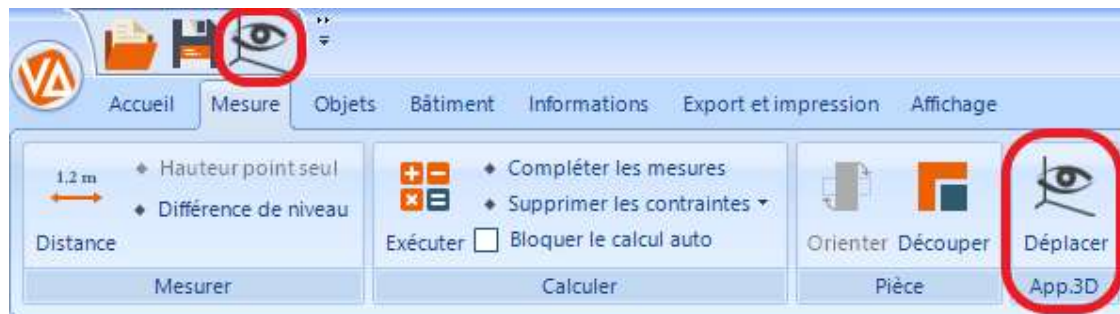 Accueil Mesure Objets Bâtiment Informations Export et impression Affichage
1,2 m
Hauteur point seul
Différence de niveau
Distance
Mesurer
Compléter les mesures
Supprimer les contraintes
Exécuter Bloquer le calcul auto
Calculer
Orienter Découper
Pièce
Déplacer
App.3D